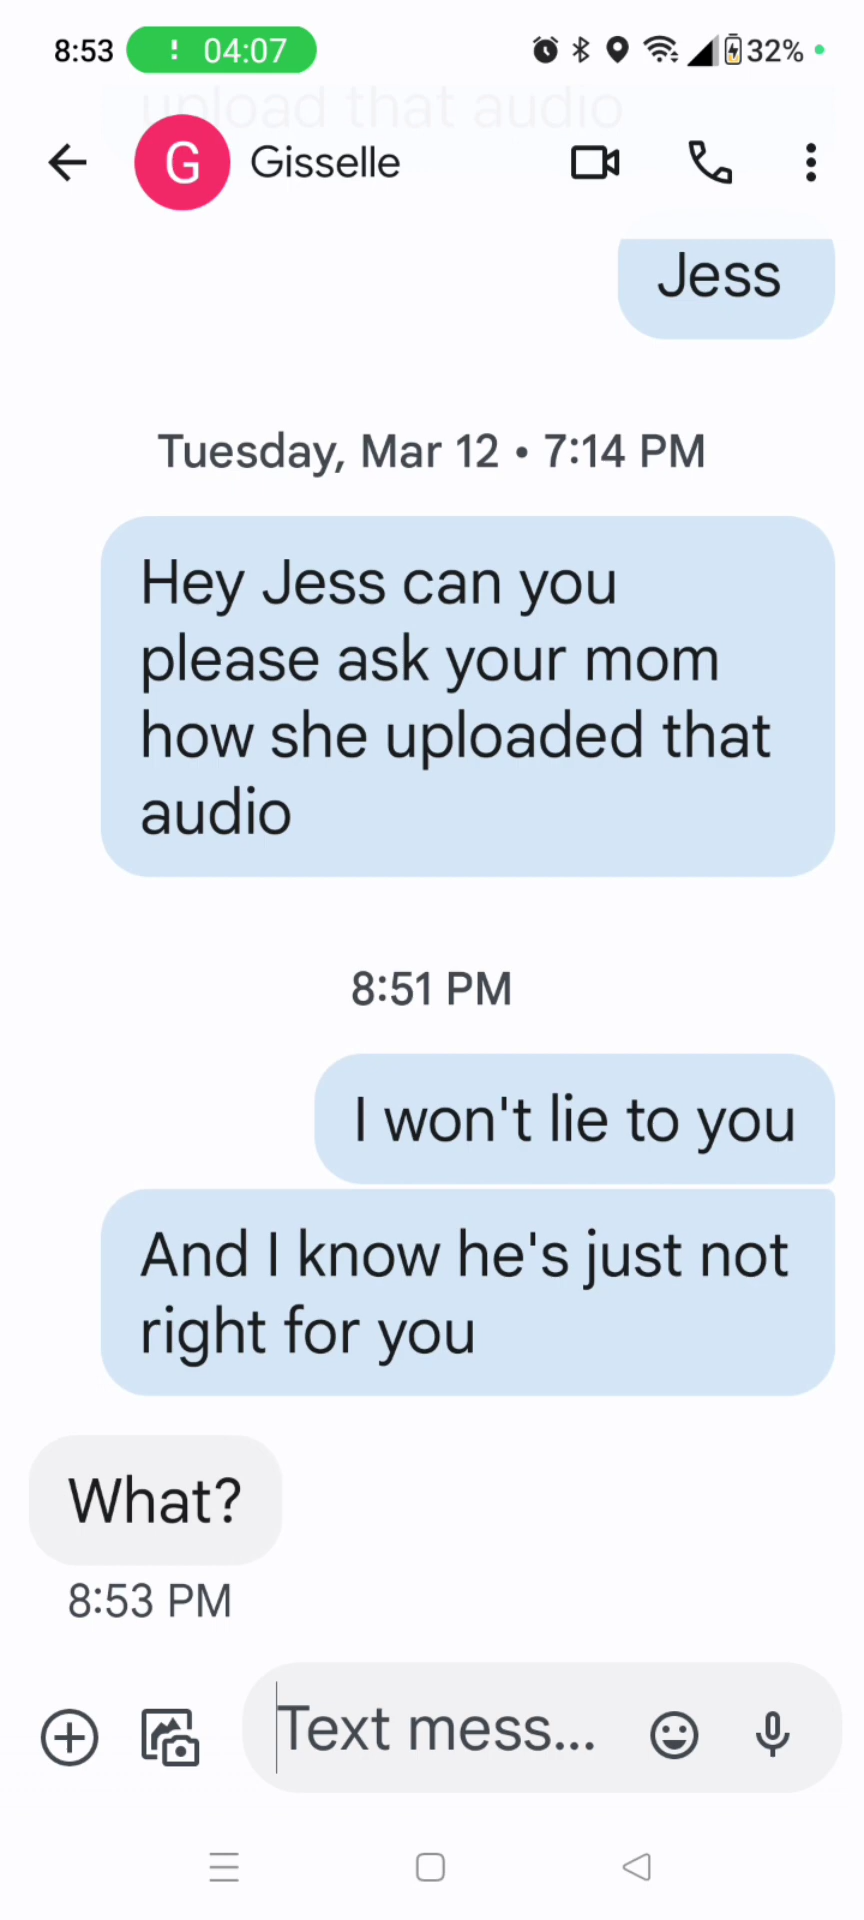 8:53 04:07 32%
upload that audio
G Gisselle
Jess
Tuesday, Mar 12 • 7:14 PM
Hey Jess can you
please ask your mom
how she uploaded that
audio
8:51 PM
I won't lie to you
And I know he's just not
right for you
What?
8:53 PM
Text mess...